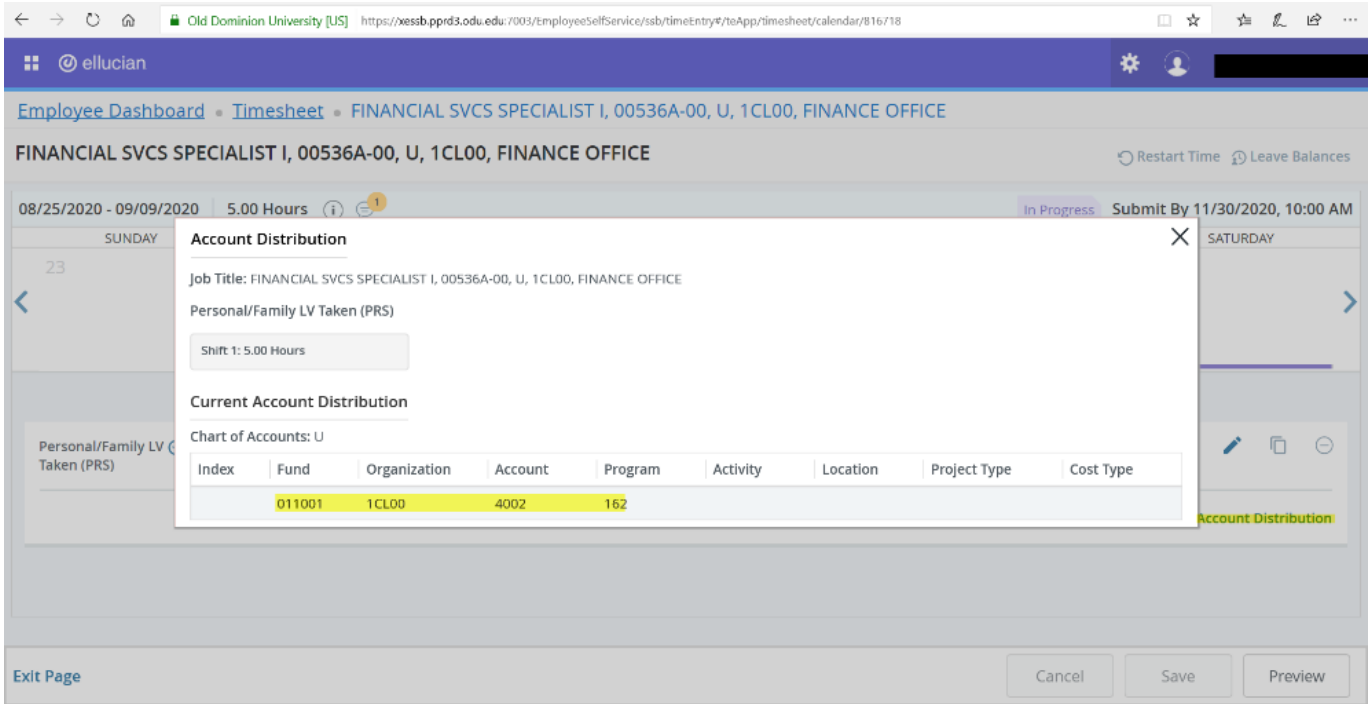 Old Dominion University [US] https://xessb.pprd3.odu.edu:7003/EmployeeSelfService/ssb/timeEntry#/teApp/timesheet/calendar/816/18
ellucian
Employee Dashboard Timesheet FINANCIAL SVCS SPECIALIST I, 00536A-00, U, 1CL00, FINANCE OFFICE
FINANCIAL SVCS SPECIALIST I, 00536A-00, U, 1CL00, FINANCE OFFICE Restart Time Leave Balances
08/25/2020 - 09/09/2020 5.00 Hours 1 In Progress Submit By 11/30/2020, 10:00 AM
SUNDAY SATURDAY
23
Account Distribution
Job Title: FINANCIAL SVCS SPECIALIST I, 00536A-00, U, 1CL00, FINANCE OFFICE
Personal/Family LV Taken (PRS)
Shift 1: 5.00 Hours
Current Account Distribution
Chart of Accounts: U
Index Fund Organization Account Program Activity Location Project Type Cost Type
011001 1CL00 4002 162
Personal/Family LV
Taken (PRS)
Account Distribution
Exit Page Cancel Save Preview